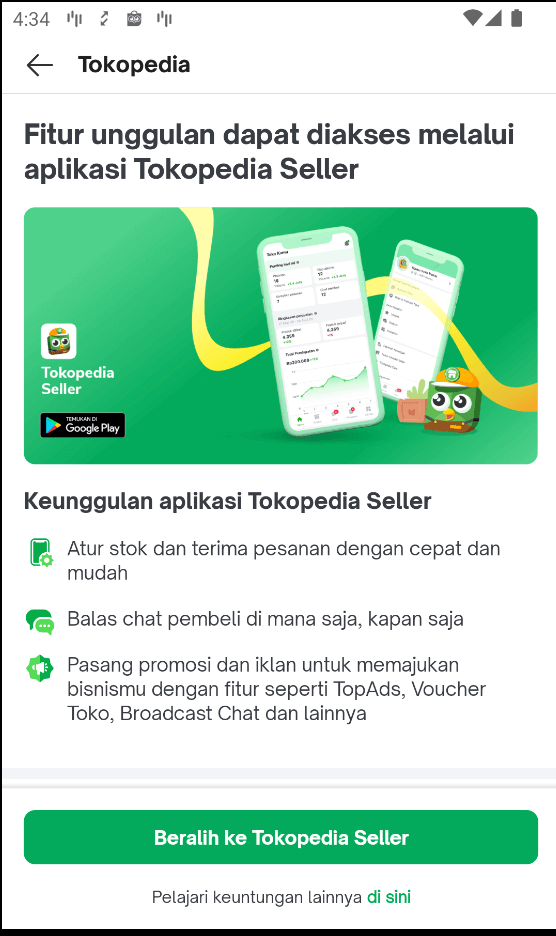 4:34
Tokopedia
Fitur unggulan dapat diakses melalui
aplikasi Tokopedia Seller
Toko Kamu
Tokopedia
Seller
TEMUKAN DI
Google Play
Keunggulan aplikasi Tokopedia Seller
Atur stok dan terima pesanan dengan cepat dan
mudah
Balas chat pembeli di mana saja, kapan saja
Pasang promosi dan iklan untuk memajukan
bisnismu dengan fitur seperti TopAds, Voucher
Toko, Broadcast Chat dan lainnya
Beralih ke Tokopedia Seller
Pelajari keuntungan lainnya di sini